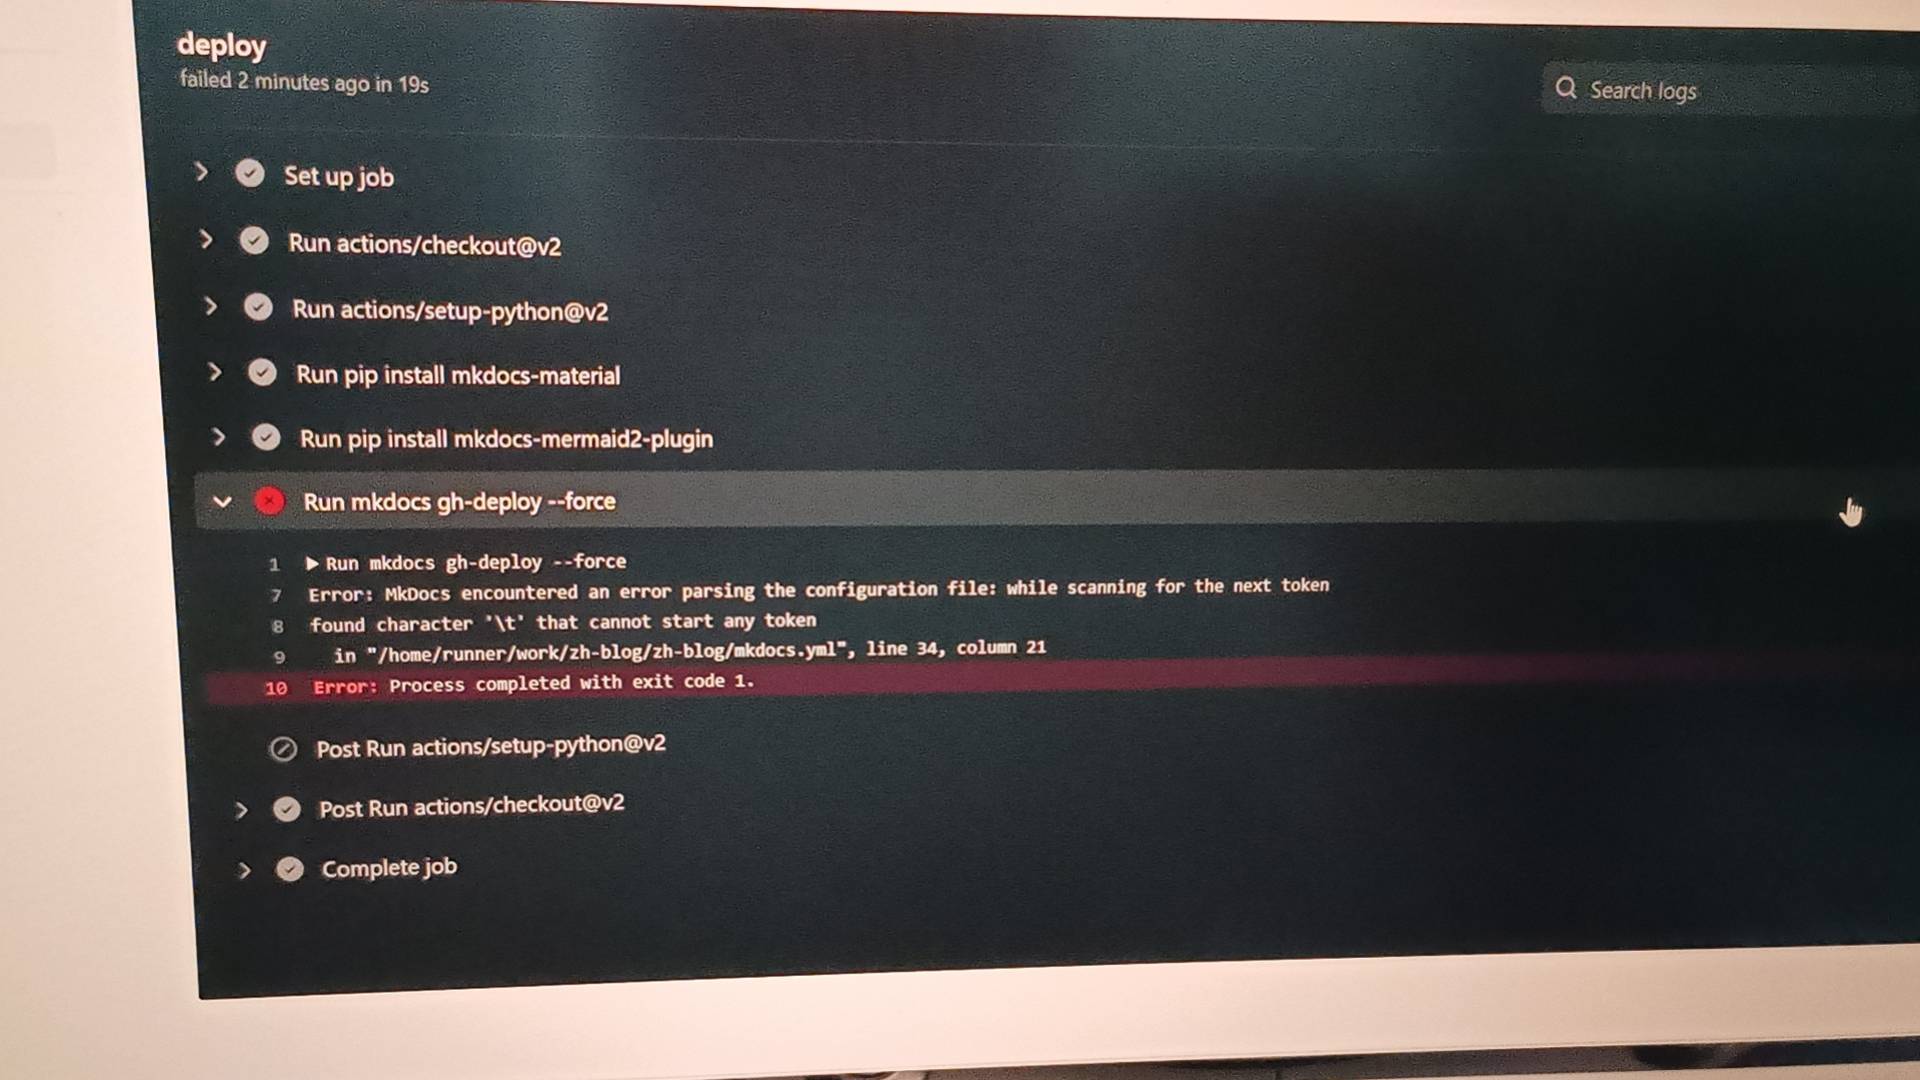 deploy
failed 2 minutes ago in 19s
Search logs
Set up job
Run actions/checkout@v2
Run actions/setup-python@v2
Run pip install mkdocs-material
Run pip install mkdocs-mermaid2-plugin
Run mkdocs gh-deploy --force
1 Run mkdocs gh-deploy --force
7 Error: MkDocs encountered an error parsing the configuration file: while scanning for the next token
8 found character '\t' that cannot start any token
9 in "/home/runner/work/zh-blog/zh-blog/mkdocs.yml", line 34, column 21
10 Error: Process completed with exit code 1.
Post Run actions/setup-python@v2
Post Run actions/checkout@v2
Complete job